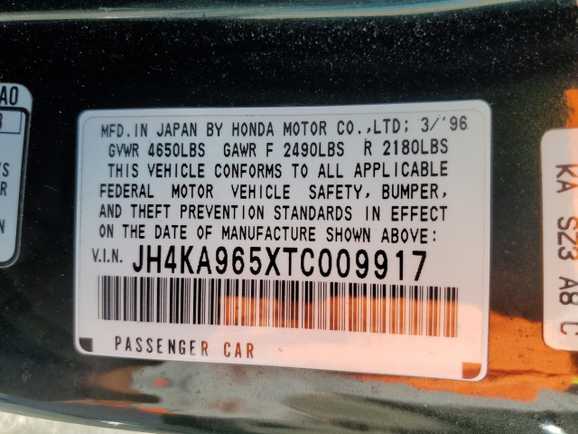 MFD. IN JAPAN BY HONDA MOTOR CO.,LTD; 3/'96
GVWR 4650LBS GAWR F 2490LBS R 2180LBS
THIS VEHICLE CONFORMS TO ALL APPLICABLE
FEDERAL MOTOR VEHICLE SAFETY, BUMPER,
AND THEFT PREVENTION STANDARDS IN EFFECT
ON THE DATE OF MANUFACTURE SHOWN ABOVE:
V.I.N. JH4KA965XTC009917
PASSENGER CAR
KA SZ3 A8